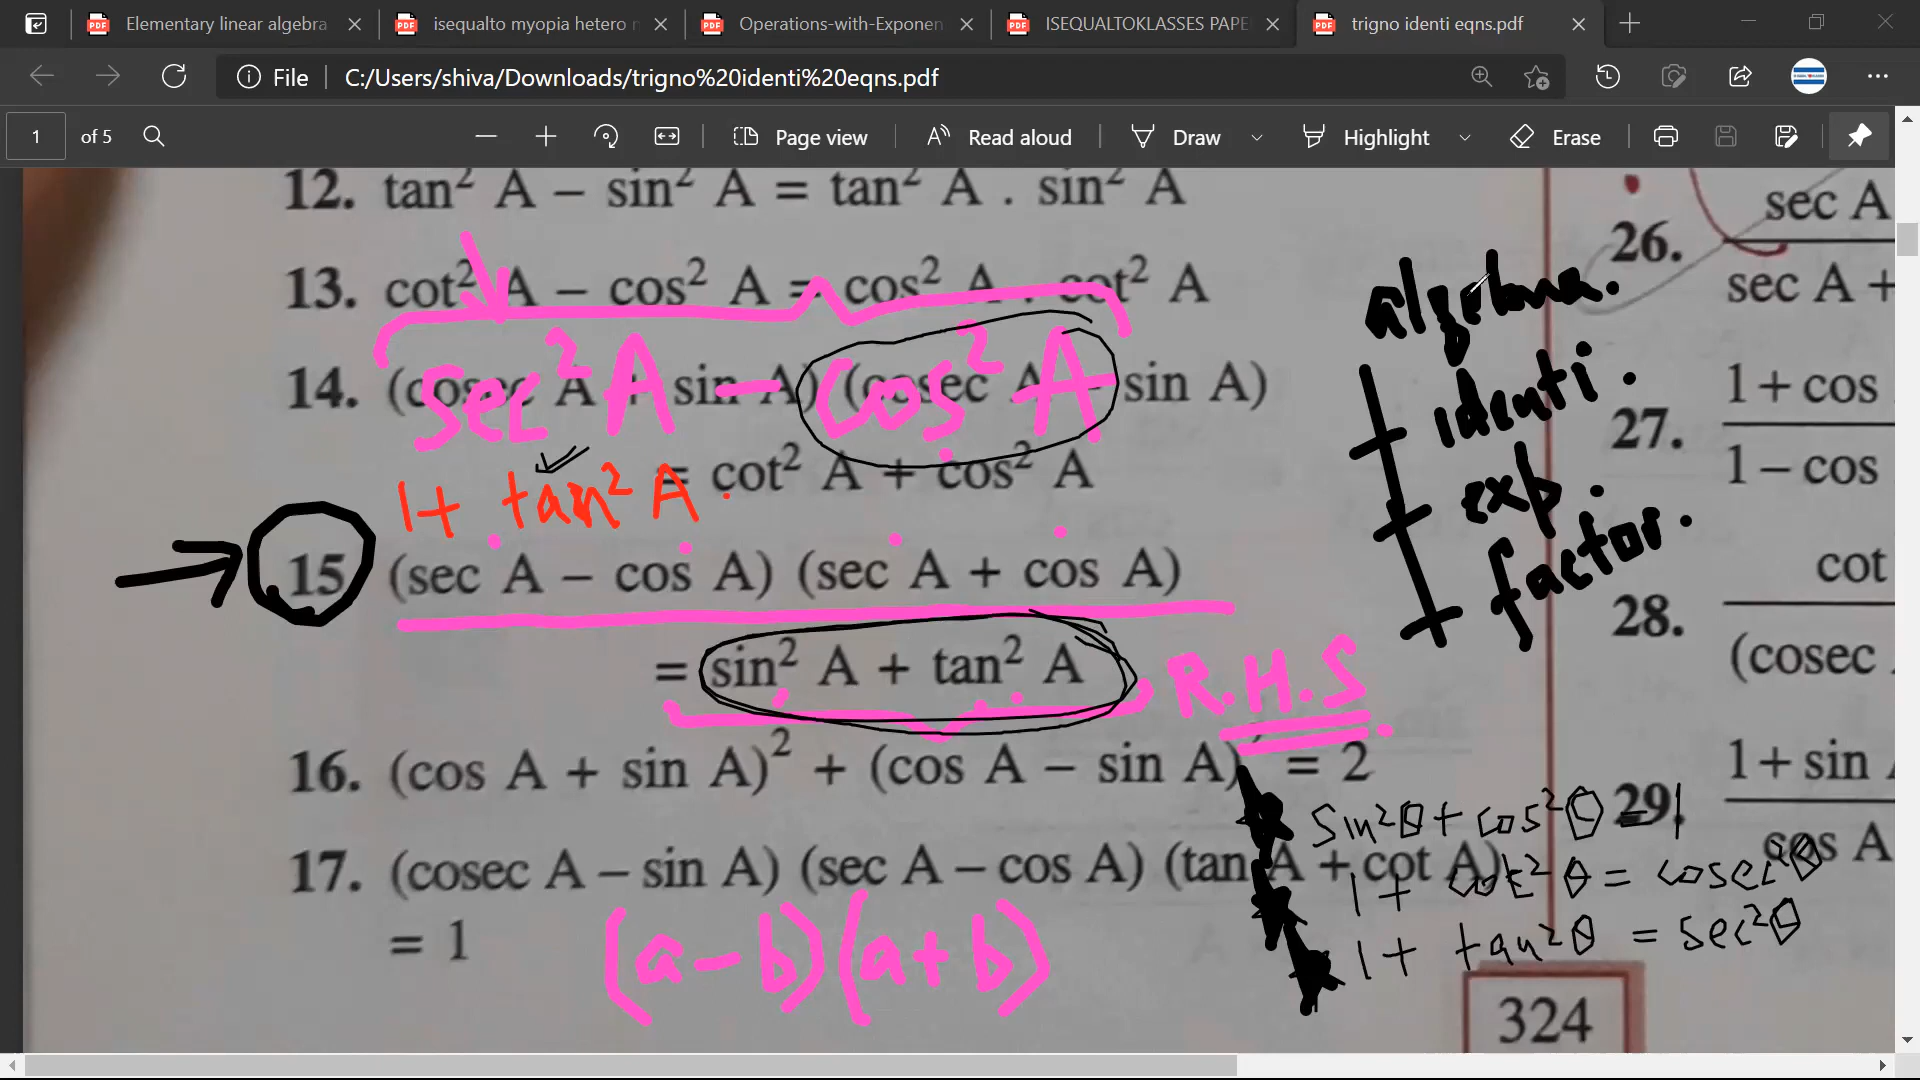 Elementary linear algebra
isequalto myopia hetero
Operations-with-Exponen
ISEQUALTOKLASSES PAPE
trigno identi eqns.pdf
File
C:/Users/shiva/Downloads/trigno%20identi%20eqns.pdf
1 of 5
Page view
Read aloud
Draw
Highlight
Erase
12. tan² A – sin² A = tan² A . sin² A
13. cot² A – cos² A = cos² A . cot² A
sec² A – cos² A
14. (cosec A + sin A) (cosec A sin A)
= cot² A + cos² A
1 + tan² A
15 (sec A – cos A) (sec A + cos A)
= sin² A + tan² A
R.H.S
16. (cos A + sin A)² + (cos A – sin A)² = 2
17. (cosec A – sin A) (sec A – cos A) (tan A + cot A)
= 1
(a – b) (a + b)
algebra.
identi.
exp.
factor.
sin²θ + cos²θ = 1
1 + cot²θ = cosec²θ
1 + tan²θ = sec²θ
26. sec A
sec A +
27. 1 + cos
1 – cos
28. cot
(cosec
29. 1 + sin
cos A
324